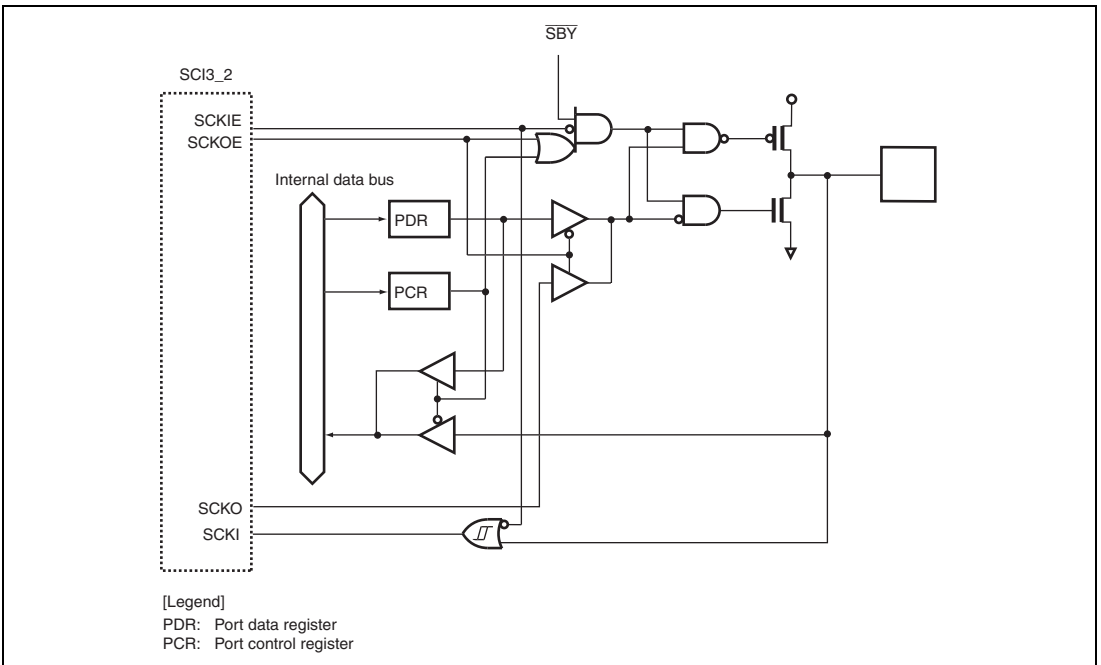 SBY
SCI3_2
SCKIE
SCKOE
Internal data bus
PDR
PCR
SCKO
SCKI
[Legend]
PDR: Port data register
PCR: Port control register